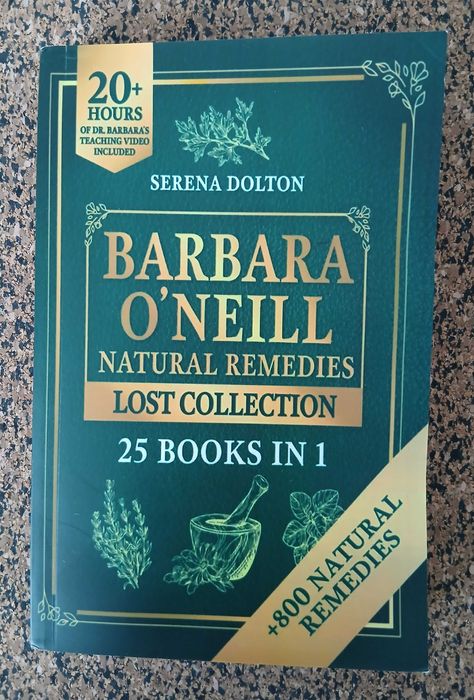 20+
HOURS
OF DR. BARBARA'S
TEACHING VIDEO
INCLUDED
SERENA DOLTON
BARBARA
O'NEILL
NATURAL REMEDIES
LOST COLLECTION
25 BOOKS IN 1
+800 NATURAL
REMEDIES